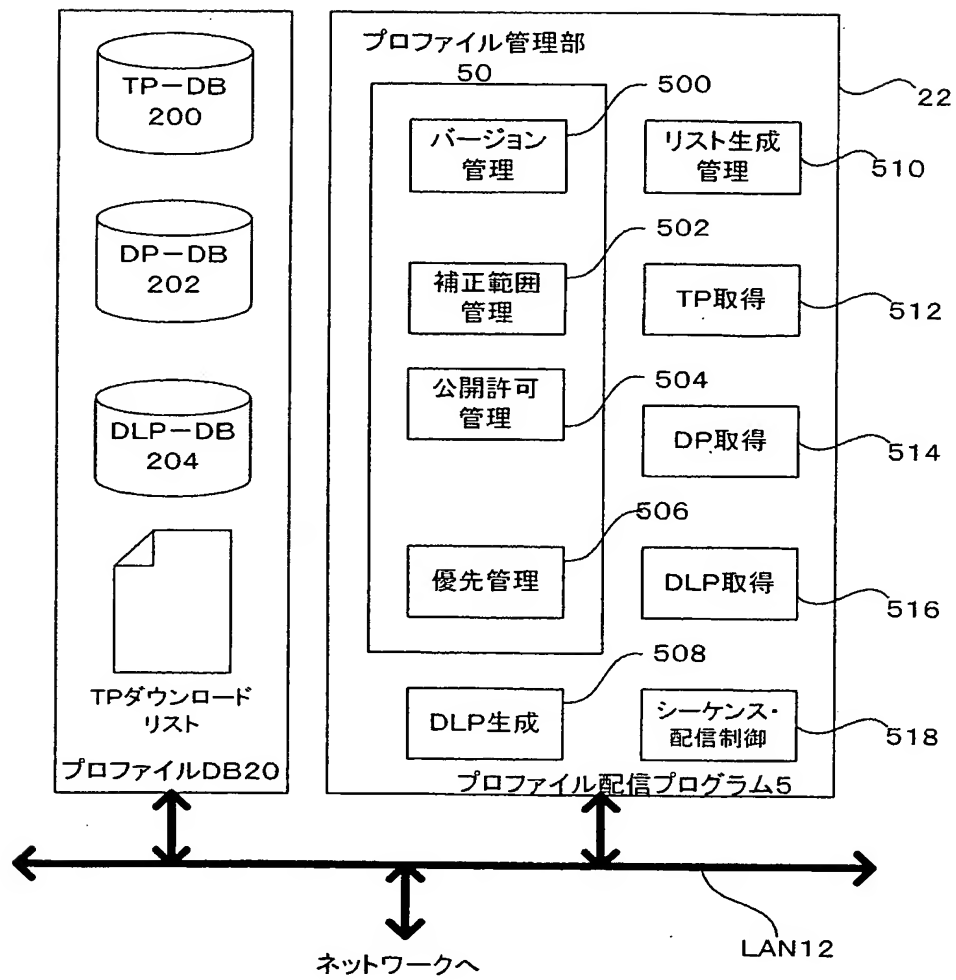 TP-DB
200
DP-DB
202
DLP-DB
204
TPダウンロード
リスト
プロファイルDB20
プロファイル管理部
50
バージョン
管理
500
補正範囲
管理
502
公開許可
管理
504
優先管理
506
DLP生成
508
リスト生成
管理
510
TP取得
512
DP取得
514
DLP取得
516
シーケンス・
配信制御
518
22
プロファイル配信プログラム5
LAN12
ネットワークへ